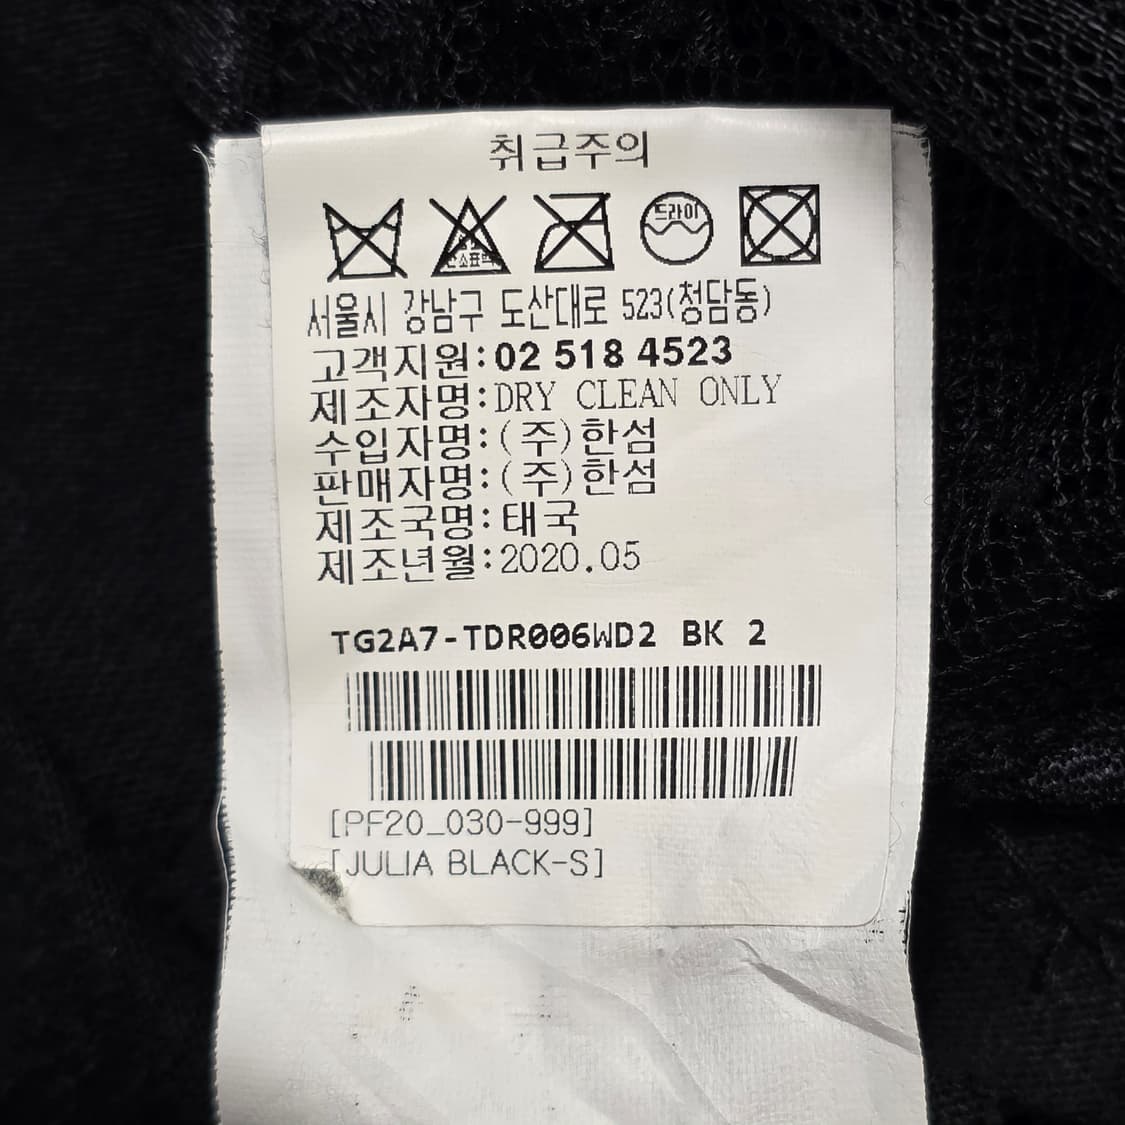 취급주의
드라이
서울시 강남구 도산대로 523(청담동)
고객지원:02 518 4523
제조자명:DRY CLEAN ONLY
수입자명:(주)한섬
판매자명:(주)한섬
제조국명:태국
제조년월:2020.05
TG2A7-TDR006WD2 BK 2
[PF20_030-999]
[JULIA BLACK-S]